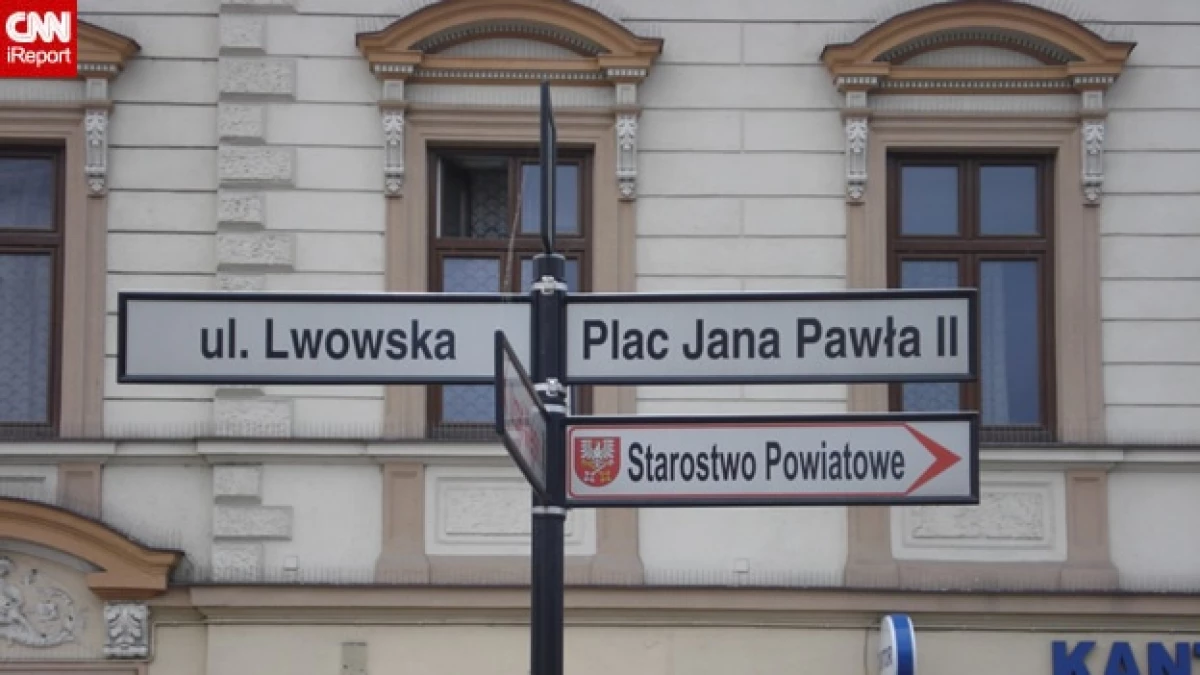 CNN
iReport
ul. Lwowska
Plac Jana Pawła II
Starostwo Powiatowe